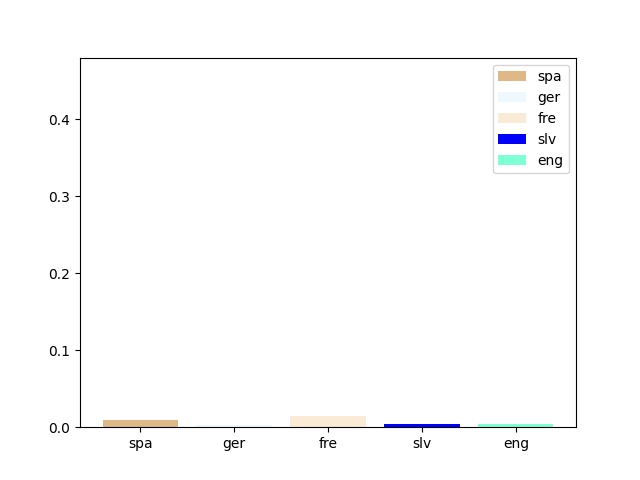 spa
ger
fre
slv
eng
0.4
0.3
0.2
0.1
0.0
spa ger fre slv eng